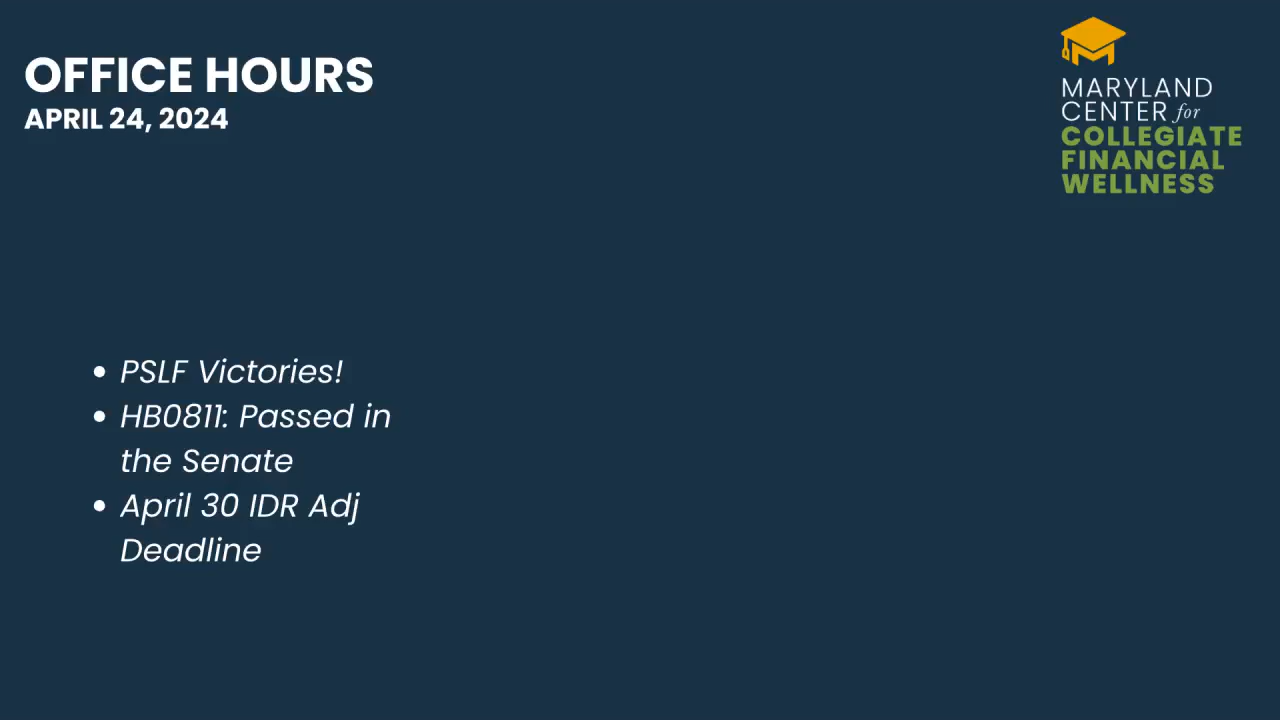 OFFICE HOURS
APRIL 24, 2024
MARYLAND
CENTER for
COLLEGIATE
FINANCIAL
WELLNESS
• PSLF Victories!
• HB0811: Passed in
the Senate
• April 30 IDR Adj
Deadline